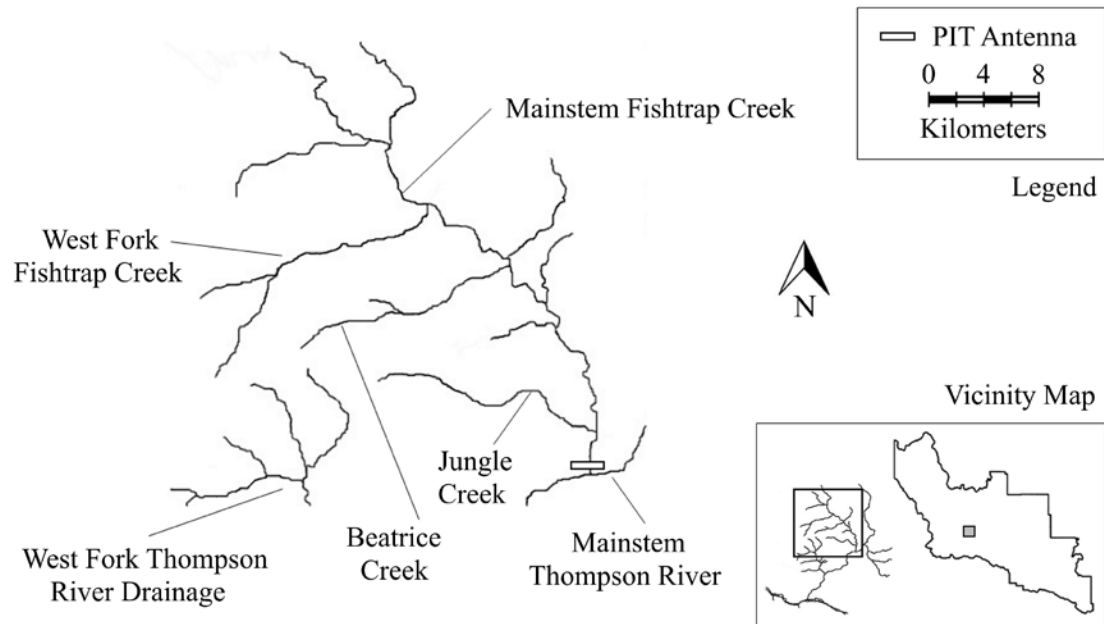 PIT Antenna
0 4 8
Kilometers
Legend
Mainstem Fishtrap Creek
West Fork
Fishtrap Creek
N
Vicinity Map
Jungle
Creek
Beatrice
Creek
West Fork Thompson
River Drainage
Mainstem
Thompson River